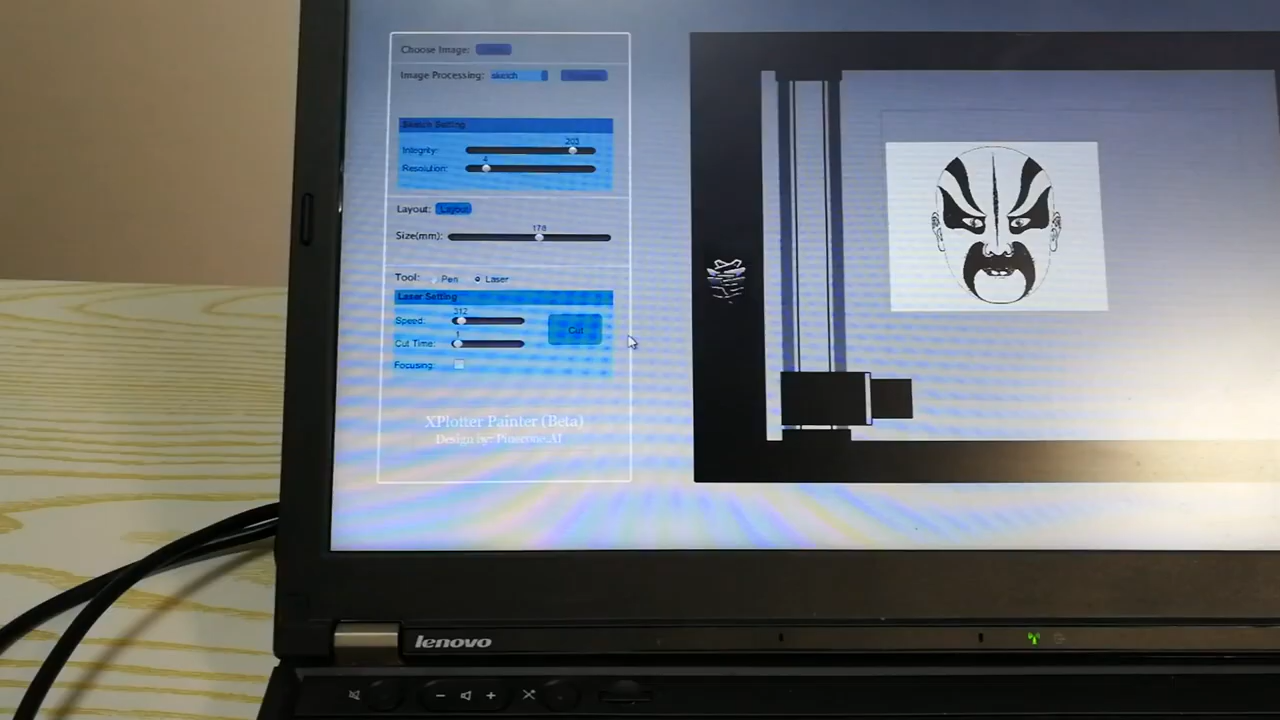 Choose Image:
Image Processing: sketch
Sketch Setting
203
Integrity:
4
Resolution:
Layout: Layout
178
Size(mm):
Tool: Pen Laser
Laser Setting
312
Speed:
Cut
1
Cut Time:
Focusing:
XPlotter Painter (Beta)
Design by: Pinecone.AI
lenovo